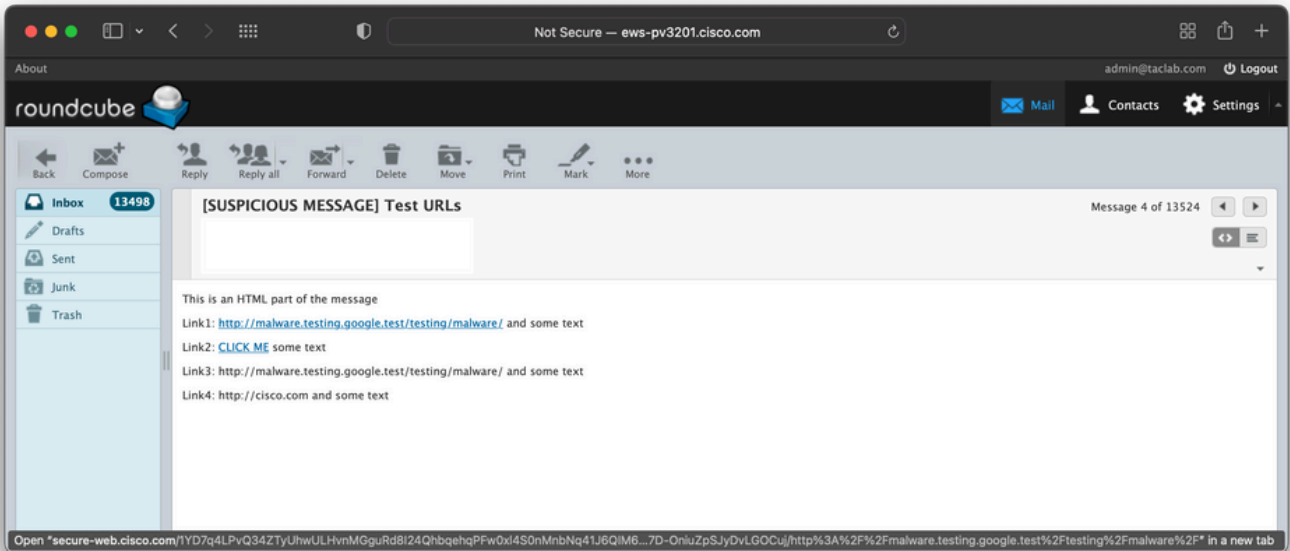 Not Secure — ews-pv3201.cisco.com
About
admin@taclab.com Logout
roundcube
Mail Contacts Settings
Back Compose Reply Reply all Forward Delete Move Print Mark More
Inbox 13498
Drafts
Sent
Junk
Trash
[SUSPICIOUS MESSAGE] Test URLs
Message 4 of 13524
This is an HTML part of the message
Link1: http://malware.testing.google.test/testing/malware/ and some text
Link2: CLICK ME some text
Link3: http://malware.testing.google.test/testing/malware/ and some text
Link4: http://cisco.com and some text
Open "secure-web.cisco.com/1YD7q4LPvQ34ZTyUhwULHvnMGguRd8I24QhbqehqPFw0xl4S0nMnbNq41J6QIM6...7D-OniuZpSJyDvLGOCuj/http%3A%2F%2Fmalware.testing.google.test%2Ftesting%2Fmalware%2F" in a new tab